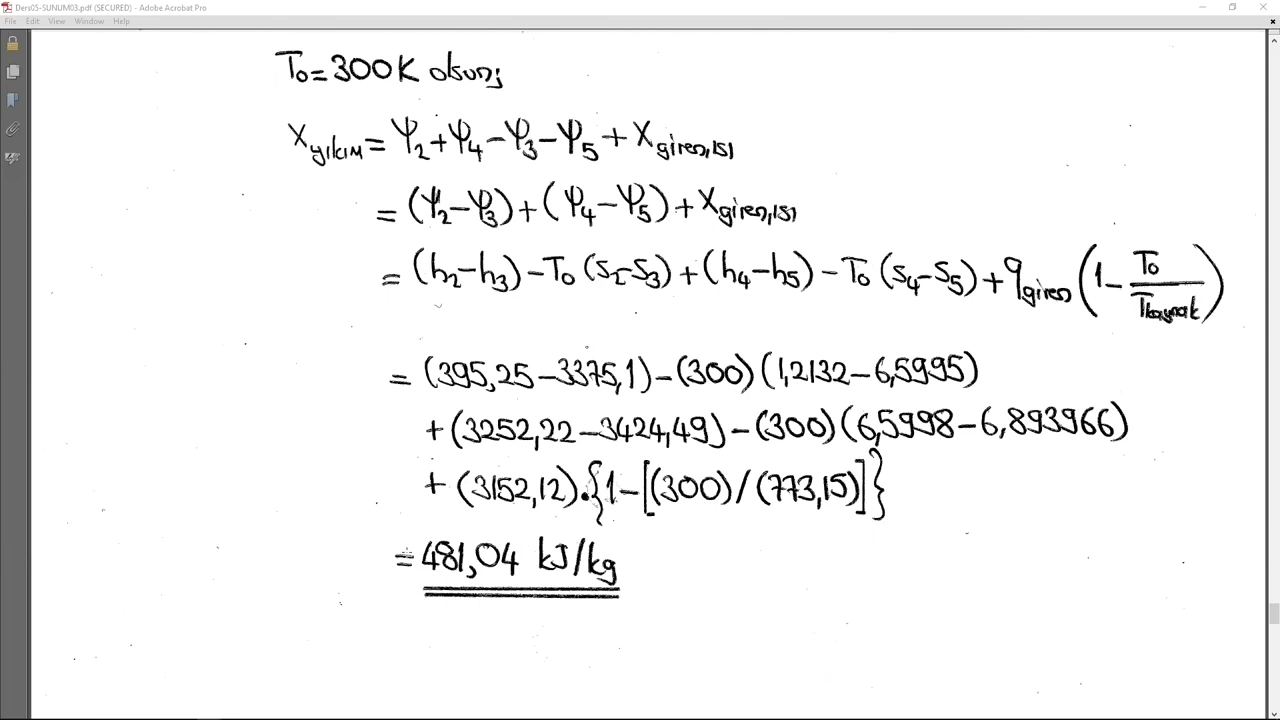 Ders05-SUNUM03.pdf (SECURED) - Adobe Acrobat Pro
File Edit View Window Help
T₀=300K olsun;
X_yıkım = Ψ₂+Ψ₄-Ψ₃-Ψ₅ + X_giren,ısı
= (Ψ₂-Ψ₃)+(Ψ₄-Ψ₅)+X_giren,ısı
= (h₂-h₃)-T₀(s₂-s₃)+(h₄-h₅)-T₀(s₄-s₅)+q_giren(1-T₀/T_kaynak)
= (395,25-3375,1)-(300)(1,2132-6,5995)
+(3252,22-3424,49)-(300)(6,5998-6,893966)
+ (3152,12).{1-[(300)/(773,15)]}
= 481,04 kJ/kg